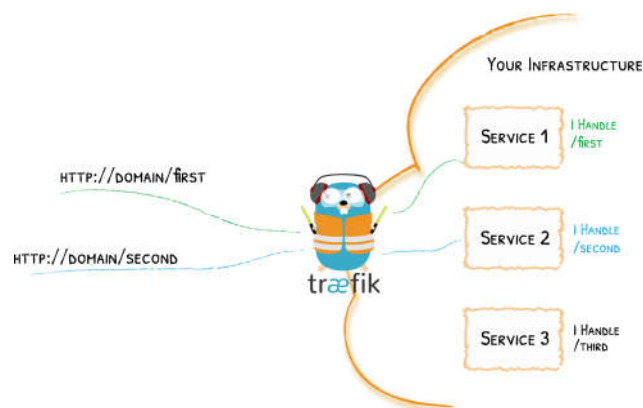 YOUR INFRASTRUCTURE
SERVICE 1
I HANDLE
/FIRST
HTTP://DOMAIN/FIRST
HTTP://DOMAIN/SECOND
SERVICE 2
I HANDLE
/SECOND
træfik
SERVICE 3
I HANDLE
/THIRD